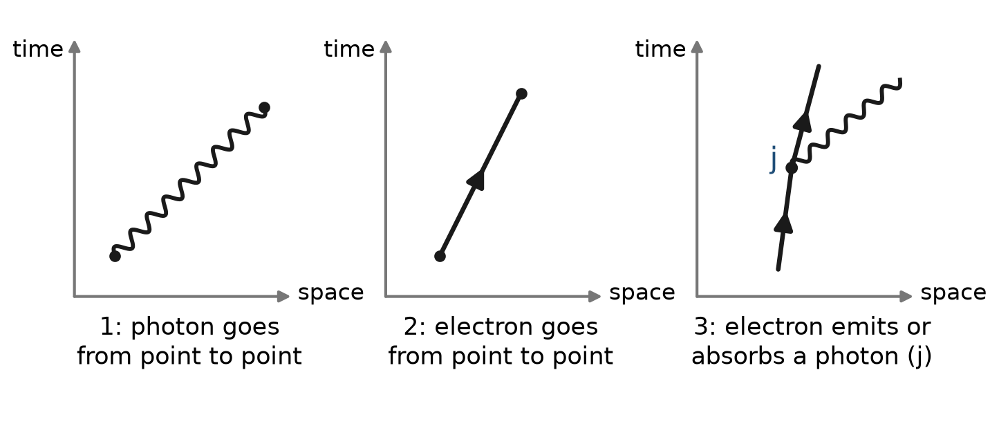 time
space
1: photon goes
from point to point
time
space
2: electron goes
from point to point
time
j
space
3: electron emits or
absorbs a photon (j)